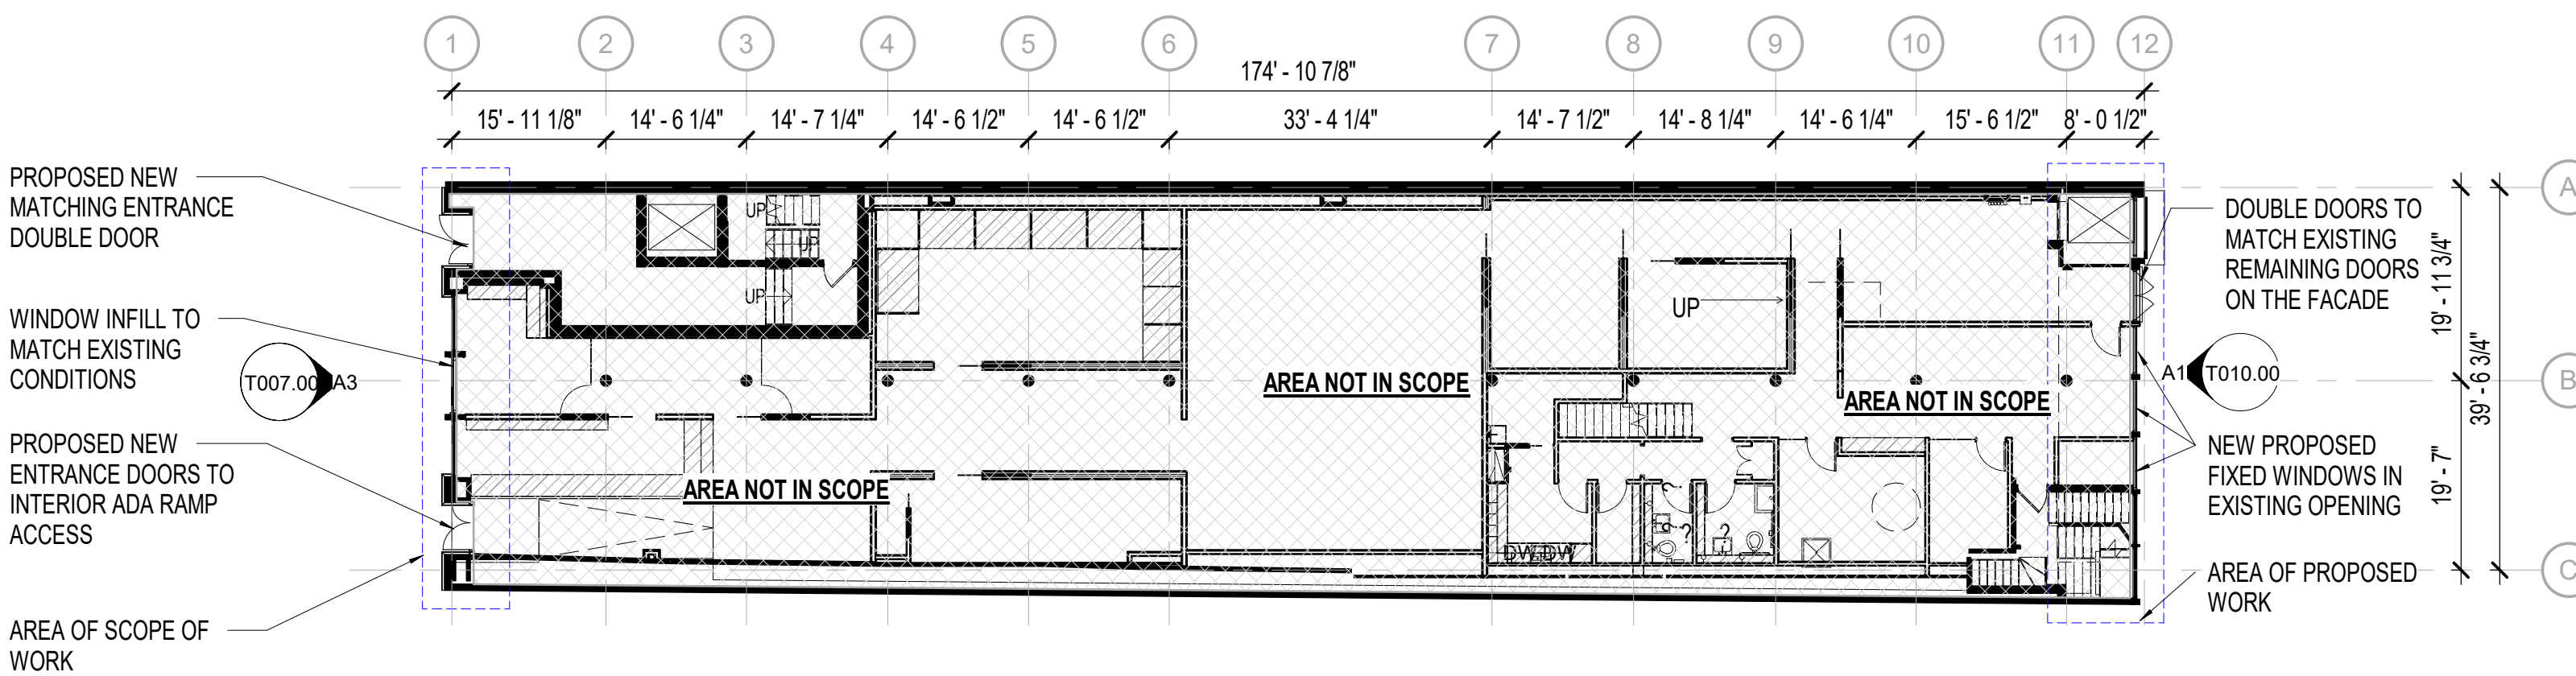 1 2 3 4 5 6 7 8 9 10 11 12
174' - 10 7/8"
15' - 11 1/8" 14' - 6 1/4" 14' - 7 1/4" 14' - 6 1/2" 14' - 6 1/2" 33' - 4 1/4" 14' - 7 1/2" 14' - 8 1/4" 14' - 6 1/4" 15' - 6 1/2" 8' - 0 1/2"
PROPOSED NEW
MATCHING ENTRANCE
DOUBLE DOOR
WINDOW INFILL TO
MATCH EXISTING
CONDITIONS
T007.00 A3
PROPOSED NEW
ENTRANCE DOORS TO
INTERIOR ADA RAMP
ACCESS
AREA OF SCOPE OF
WORK
UP
UP
UP
UP
AREA NOT IN SCOPE
AREA NOT IN SCOPE
AREA NOT IN SCOPE
DW DW
?
?
?
?
A1 T010.00
DOUBLE DOORS TO
MATCH EXISTING
REMAINING DOORS
ON THE FACADE
NEW PROPOSED
FIXED WINDOWS IN
EXISTING OPENING
AREA OF PROPOSED
WORK
19' - 11 3/4"
39' - 6 3/4"
19' - 7"
A
B
C